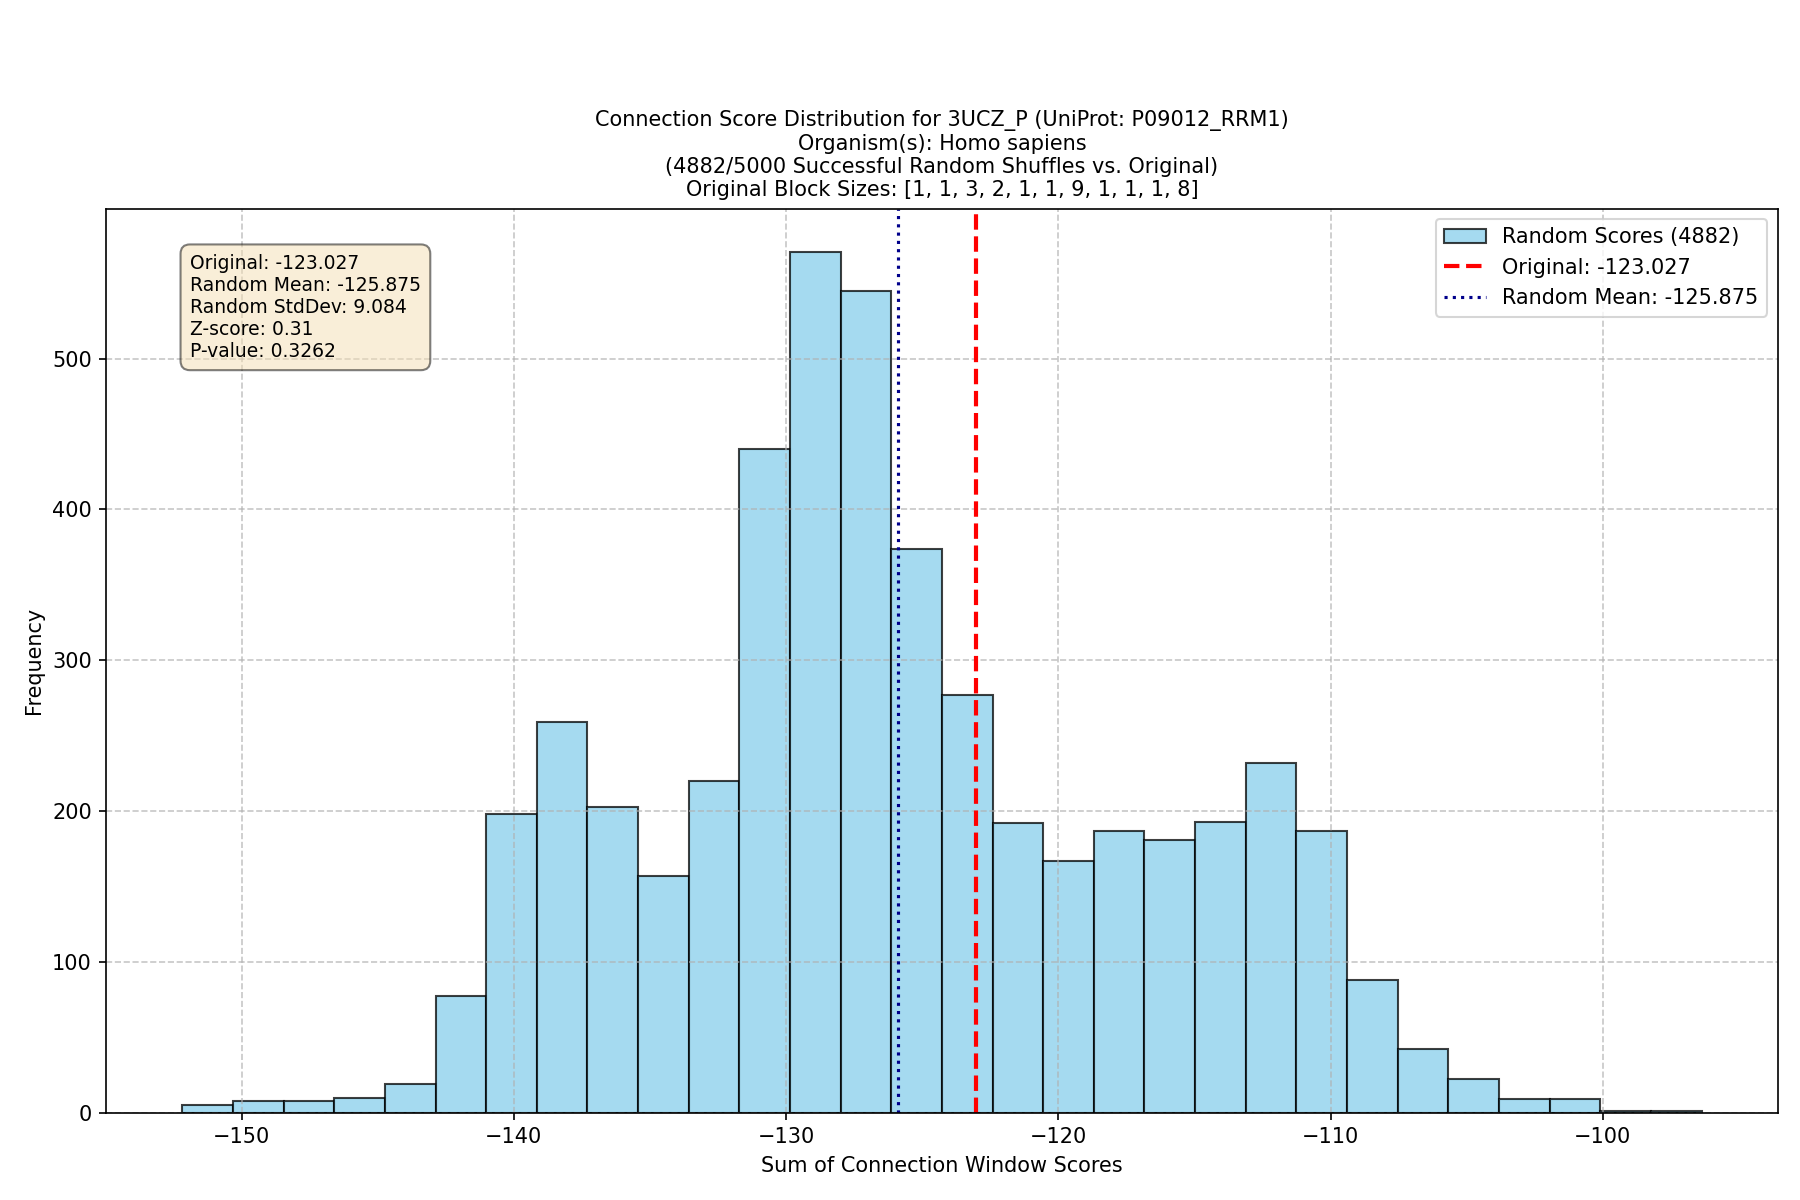 Connection Score Distribution for 3UCZ_P (UniProt: P09012_RRM1)
Organism(s): Homo sapiens
(4882/5000 Successful Random Shuffles vs. Original)
Original Block Sizes: [1, 1, 3, 2, 1, 1, 9, 1, 1, 1, 8]
Original: -123.027
Random Mean: -125.875
Random StdDev: 9.084
Z-score: 0.31
P-value: 0.3262
Random Scores (4882)
Original: -123.027
Random Mean: -125.875
Frequency
500
400
300
200
100
0
−150 −140 −130 −120 −110 −100
Sum of Connection Window Scores